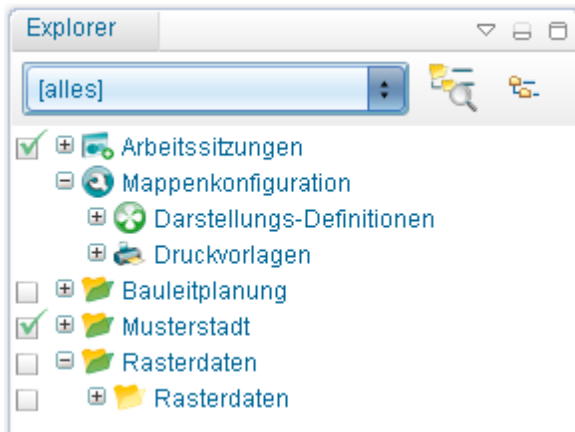 Explorer
[alles]
Arbeitssitzungen
Mappenkonfiguration
Darstellungs-Definitionen
Druckvorlagen
Bauleitplanung
Musterstadt
Rasterdaten
Rasterdaten